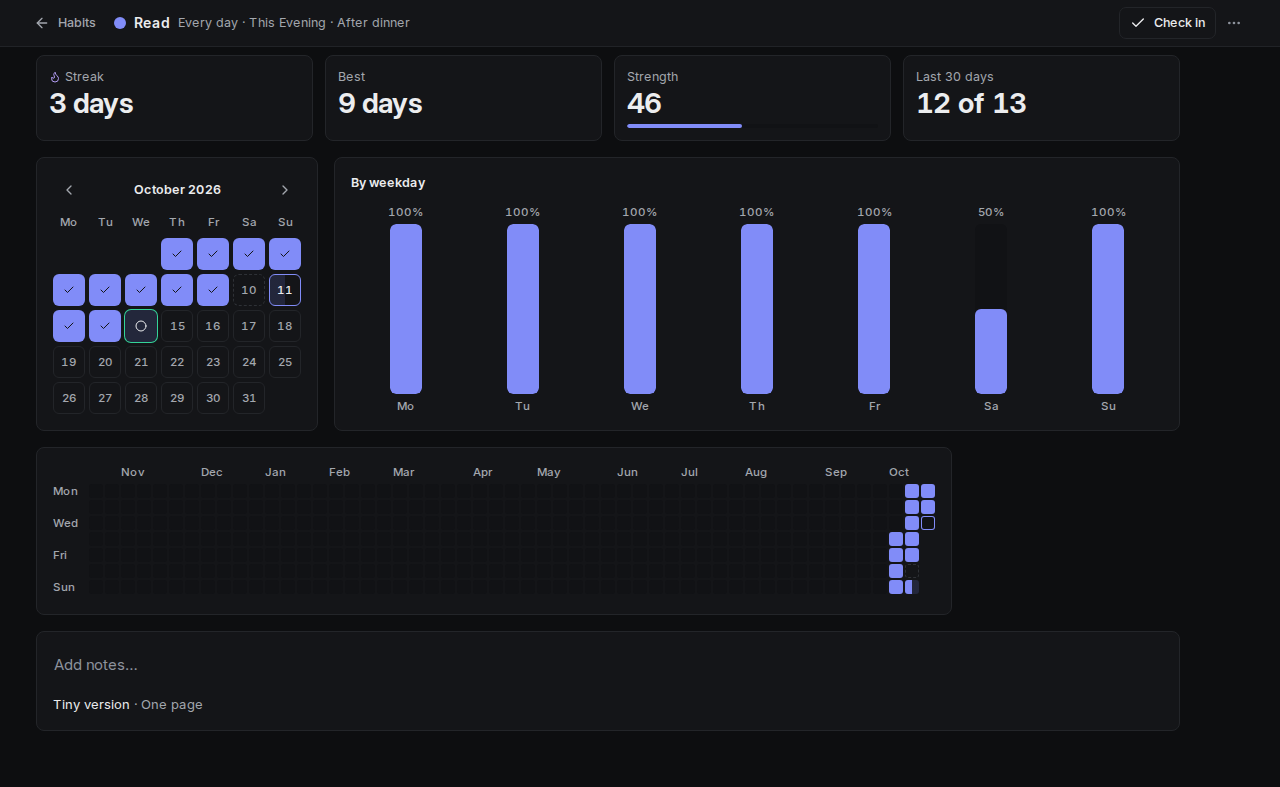 Habits Read Every day · This Evening · After dinner Check in
Streak Best Strength Last 30 days
3 days 9 days 46 12 of 13
October 2026
By weekday
Mo Tu We Th Fr Sa Su
100% 100% 100% 100% 100% 50% 100%
10 11
15 16 17 18
19 20 21 22 23 24 25
26 27 28 29 30 31
Mo Tu We Th Fr Sa Su
Nov Dec Jan Feb Mar Apr May Jun Jul Aug Sep Oct
Mon
Wed
Fri
Sun
Add notes...
Tiny version · One page